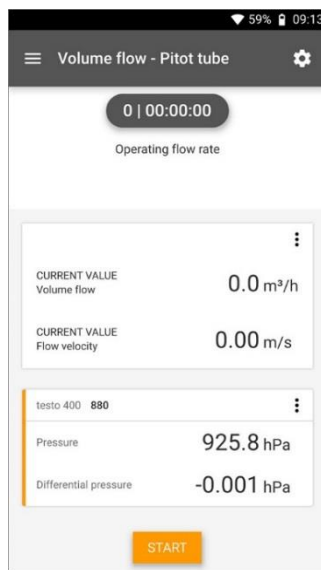 59% 09:13
Volume flow - Pitot tube
0 | 00:00:00
Operating flow rate
CURRENT VALUE
Volume flow
0.0 m³/h
CURRENT VALUE
Flow velocity
0.00 m/s
testo 400 880
Pressure
925.8 hPa
Differential pressure
-0.001 hPa
START